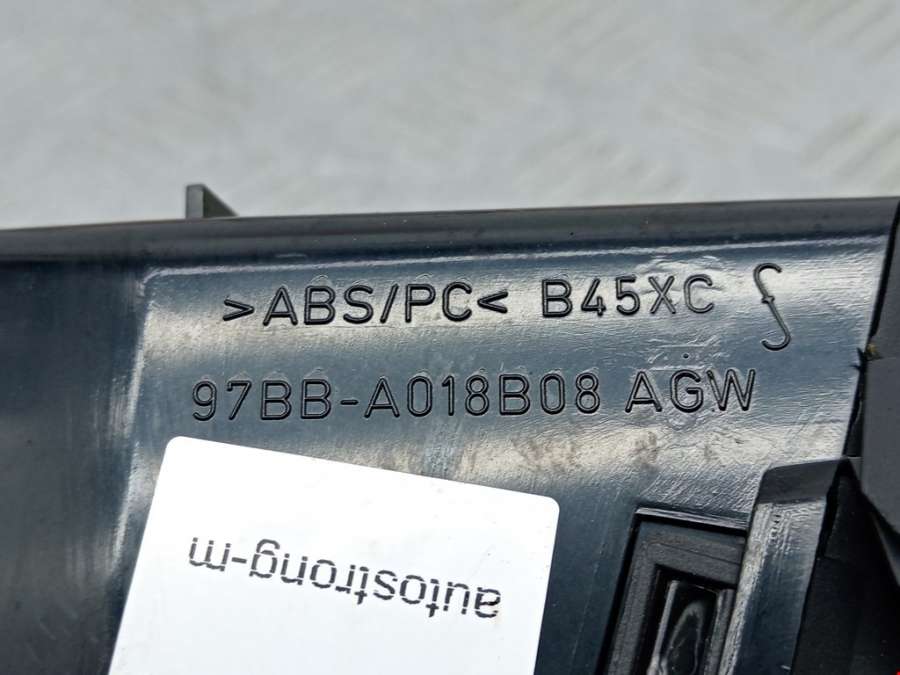 >ABS/PC< B45XC
97BB-A018B08 AGW
autostrong-m